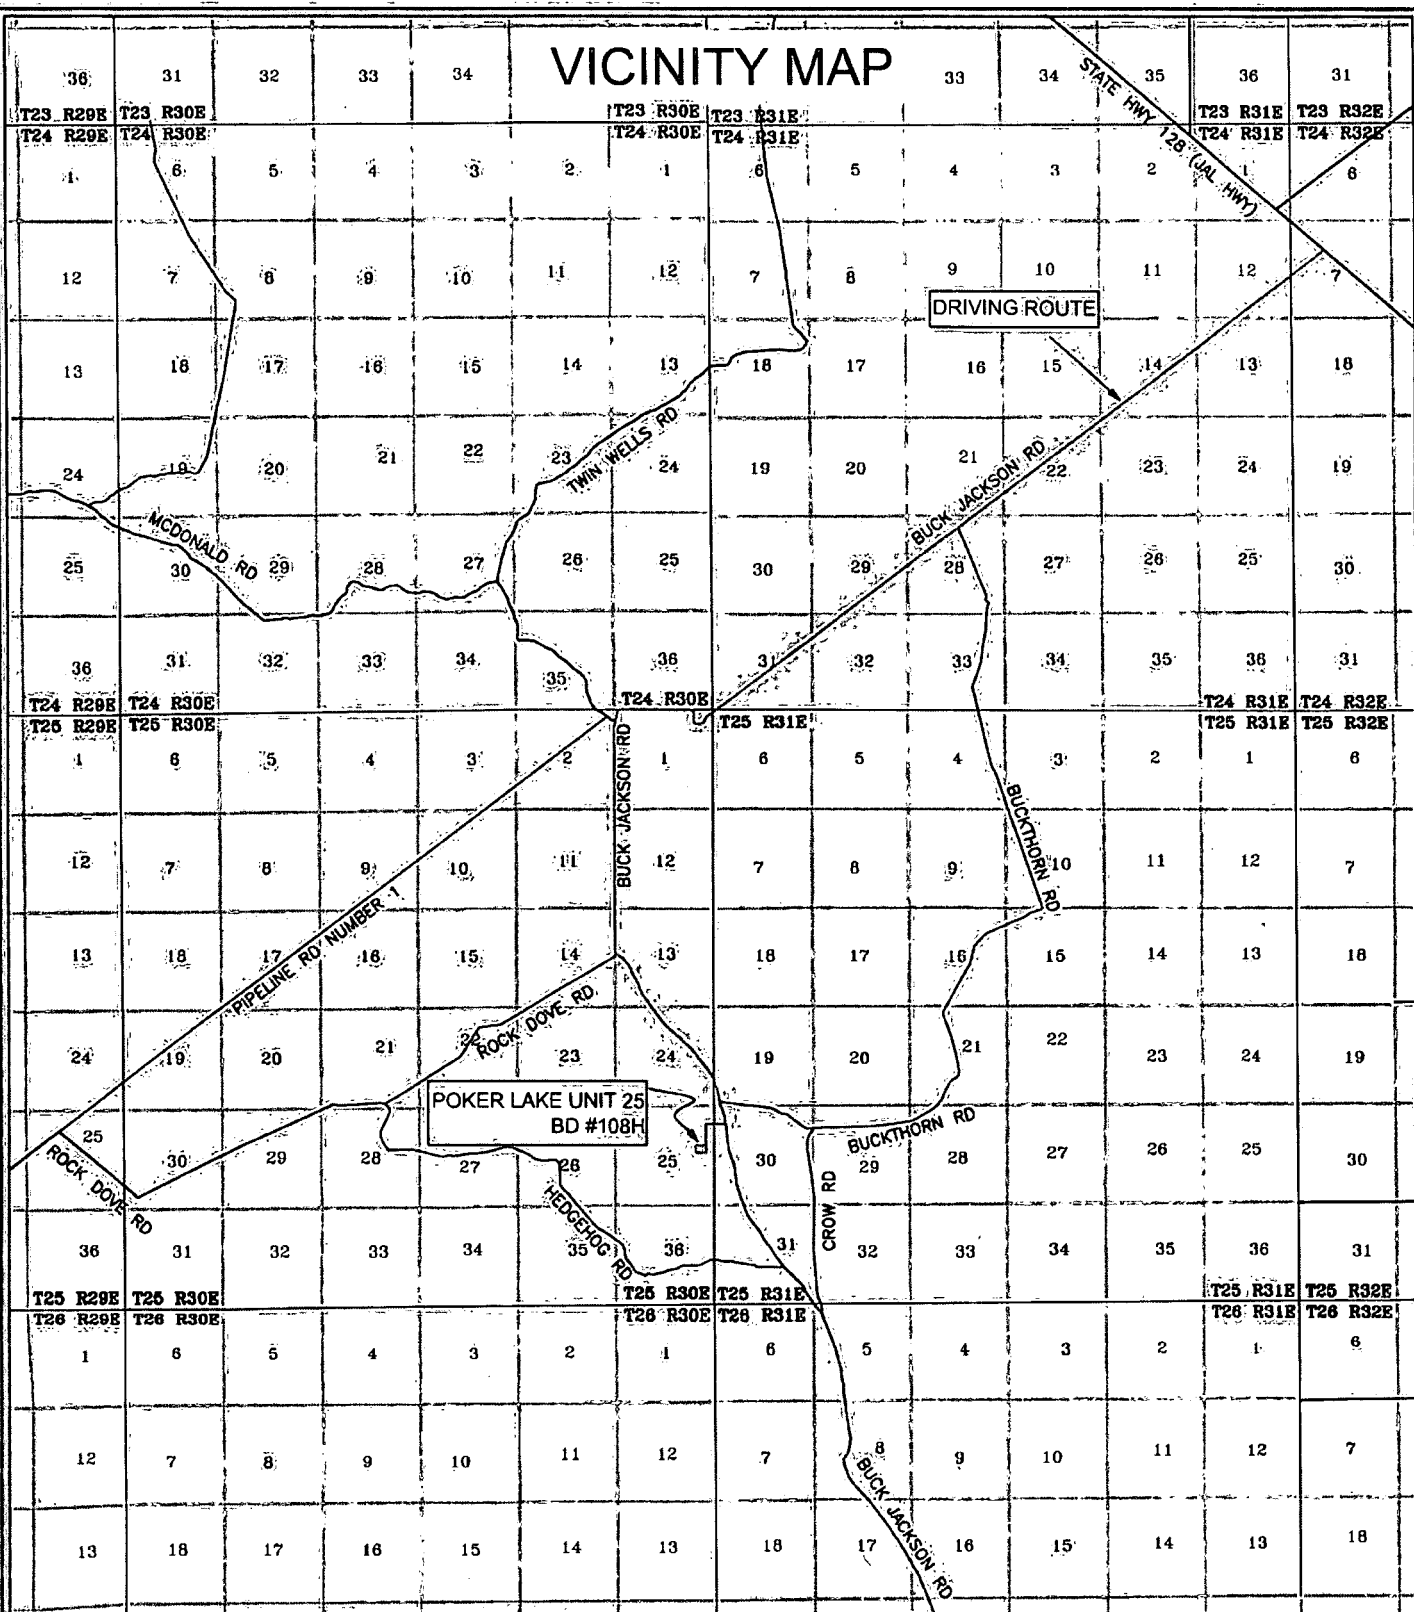 VICINITY MAP
36 31 32 33 34 33 34 35 36 31
STATE HWY 128 (JAL HWY)
T23 R29E T23 R30E T23 R30E T23 R31E T23 R31E T23 R32E
T24 R29E T24 R30E T24 R30E T24 R31E T24 R31E T24 R32E
1 6 5 4 3 2 1 6 5 4 3 2 1 6
12 7 8 9 10 11 12 7 8 9 10 11 12 7
DRIVING ROUTE
13 18 17 16 15 14 13 18 17 16 15 14 13 18
TWIN WELLS RD
24 19 20 21 22 23 24 19 20 21 22 23 24 19
BUCK JACKSON RD
MCDONALD RD
25 30 29 28 27 26 25 30 29 28 27 26 25 30
36 31 32 33 34 35 36 31 32 33 34 35 36 31
T24 R29E T24 R30E T24 R30E T24 R31E T24 R32E
T25 R29E T25 R30E T25 R31E T25 R31E T25 R32E
1 6 5 4 3 2 1 6 5 4 3 2 1 6
BUCK JACKSON RD
BUCKTHORN RD
12 7 8 9 10 11 12 7 8 9 10 11 12 7
PIPELINE RD NUMBER 1
13 18 17 16 15 14 13 18 17 16 15 14 13 18
ROCK DOVE RD
24 19 20 21 22 23 24 19 20 21 22 23 24 19
POKER LAKE UNIT 25
BD #108H
BUCKTHORN RD
25 30 29 28 27 26 25 30 29 28 27 26 25 30
ROCK DOVE RD
HEDGEHOG RD
CROW RD
36 31 32 33 34 35 36 31 32 33 34 35 36 31
T25 R29E T25 R30E T25 R30E T25 R31E T25 R31E T25 R32E
T26 R29E T26 R30E T26 R30E T26 R31E T26 R31E T26 R32E
1 6 5 4 3 2 1 6 5 4 3 2 1 6
12 7 8 9 10 11 12 7 8 9 10 11 12 7
BUCK JACKSON RD
13 18 17 16 15 14 13 18 17 16 15 14 13 18